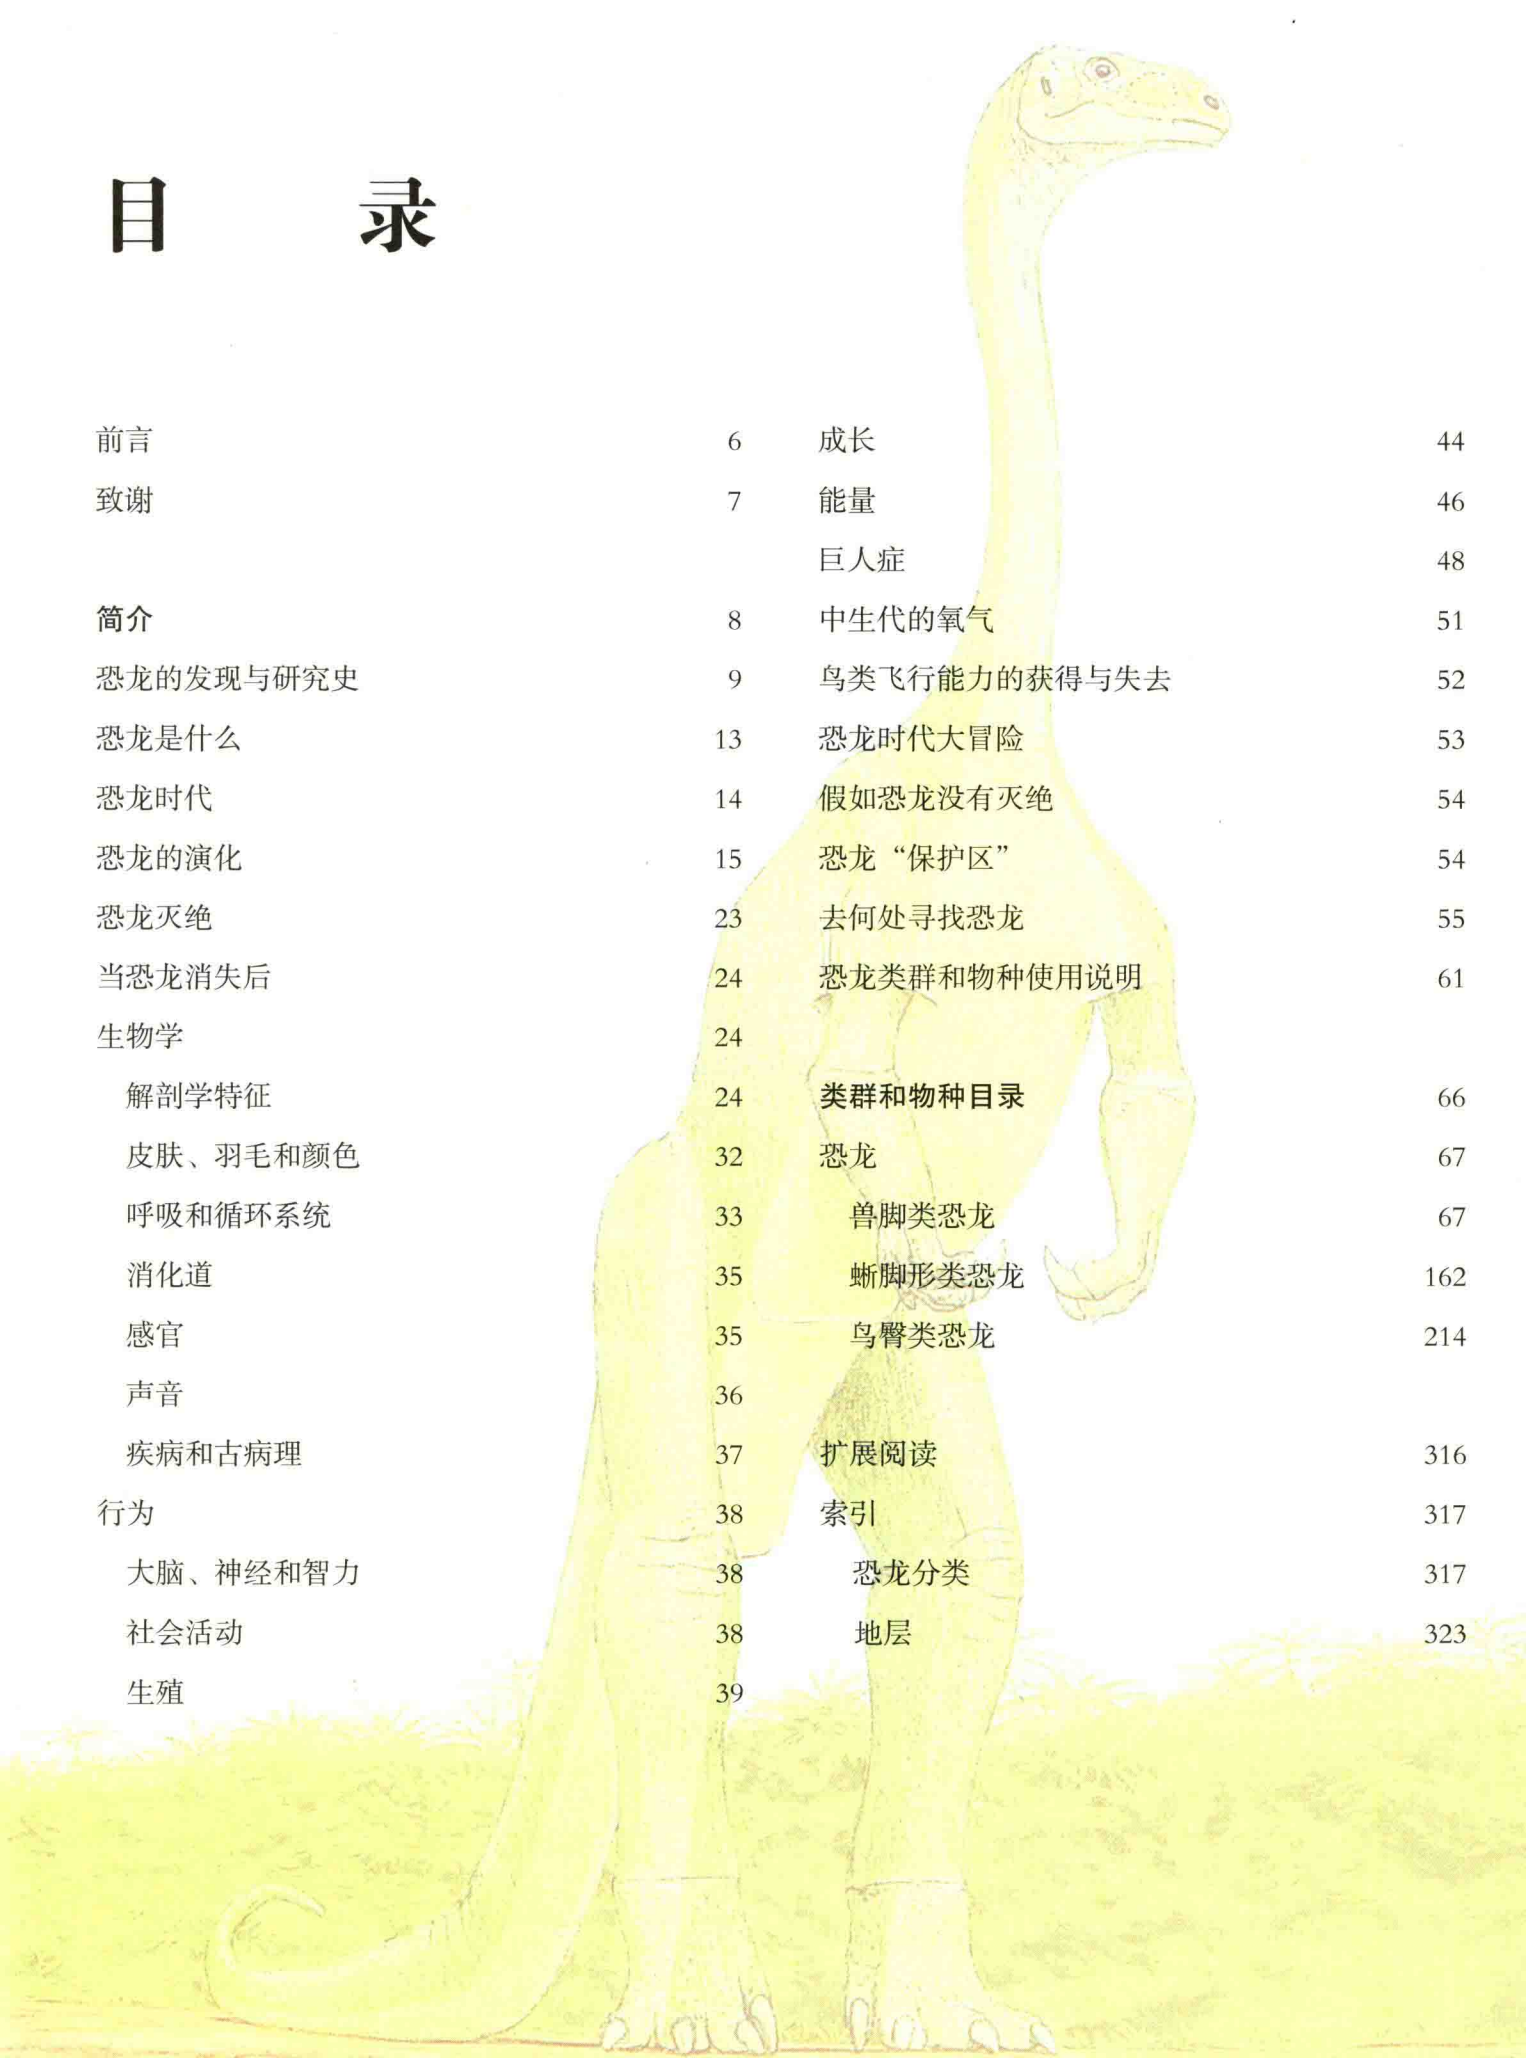 目 录
前言 6
致谢 7
简介 8
恐龙的发现与研究史 9
恐龙是什么 13
恐龙时代 14
恐龙的演化 15
恐龙灭绝 23
当恐龙消失后 24
生物学 24
解剖学特征 24
皮肤、羽毛和颜色 32
呼吸和循环系统 33
消化道 35
感官 35
声音 36
疾病和古病理 37
行为 38
大脑、神经和智力 38
社会活动 38
生殖 39
成长 44
能量 46
巨人症 48
中生代的氧气 51
鸟类飞行能力的获得与失去 52
恐龙时代大冒险 53
假如恐龙没有灭绝 54
恐龙“保护区” 54
去何处寻找恐龙 55
恐龙类群和物种使用说明 61
类群和物种目录 66
恐龙 67
兽脚类恐龙 67
蜥脚形类恐龙 162
鸟臀类恐龙 214
扩展阅读 316
索引 317
恐龙分类 317
地层 323